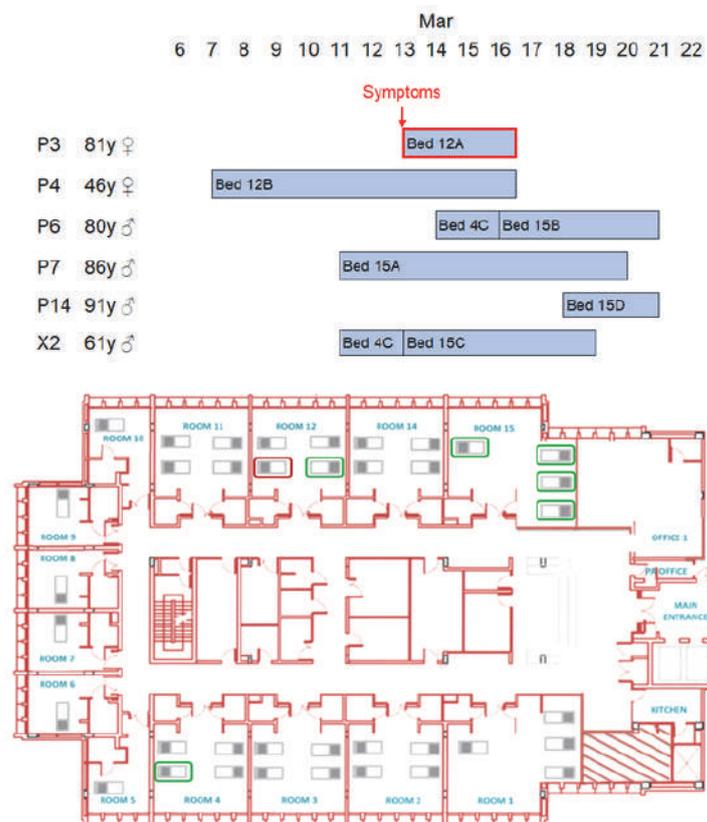 Mar
6 7 8 9 10 11 12 13 14 15 16 17 18 19 20 21 22
Symptoms
P3 81y ♀ Bed 12A
P4 46y ♀ Bed 12B
P6 80y ♂ Bed 4C Bed 15B
P7 86y ♂ Bed 15A
P14 91y ♂ Bed 15D
X2 61y ♂ Bed 4C Bed 15C
ROOM 10 ROOM 11 ROOM 12 ROOM 14 ROOM 15
ROOM 9
OFFICE 1
ROOM 8
MAIN
ENTRANCE
ROOM 7
ROOM 6
KITCHEN
ROOM 5 ROOM 4 ROOM 3 ROOM 2 ROOM 1